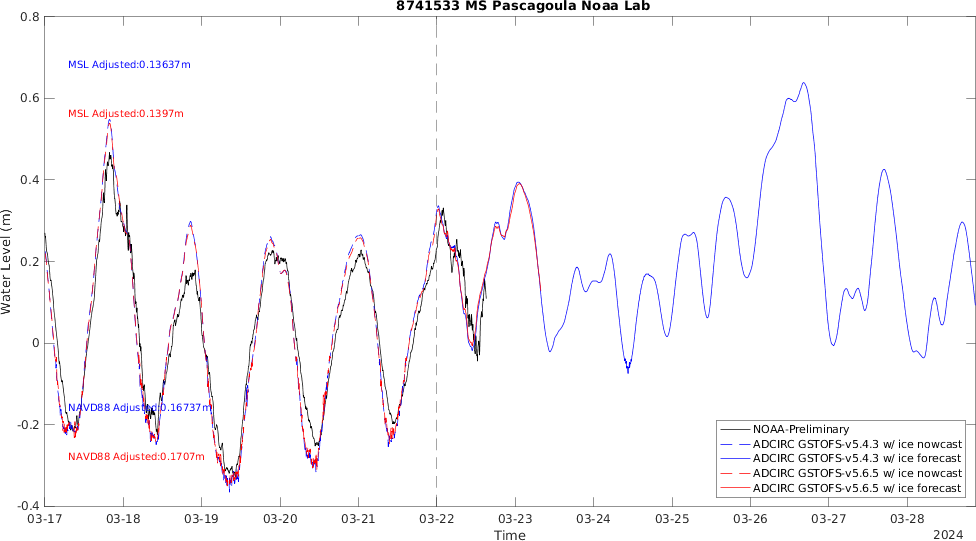 8741533 MS Pascagoula Noaa Lab
Water Level (m)
0.8
0.6
0.4
0.2
0
-0.2
-0.4
MSL Adjusted:0.13637m
MSL Adjusted:0.1397m
NAVD88 Adjusted:0.16737m
NAVD88 Adjusted:0.1707m
NOAA-Preliminary
ADCIRC GSTOFS-v5.4.3 w/ ice nowcast
ADCIRC GSTOFS-v5.4.3 w/ ice forecast
ADCIRC GSTOFS-v5.6.5 w/ ice nowcast
ADCIRC GSTOFS-v5.6.5 w/ ice forecast
03-17 03-18 03-19 03-20 03-21 03-22 03-23 03-24 03-25 03-26 03-27 03-28
Time
2024